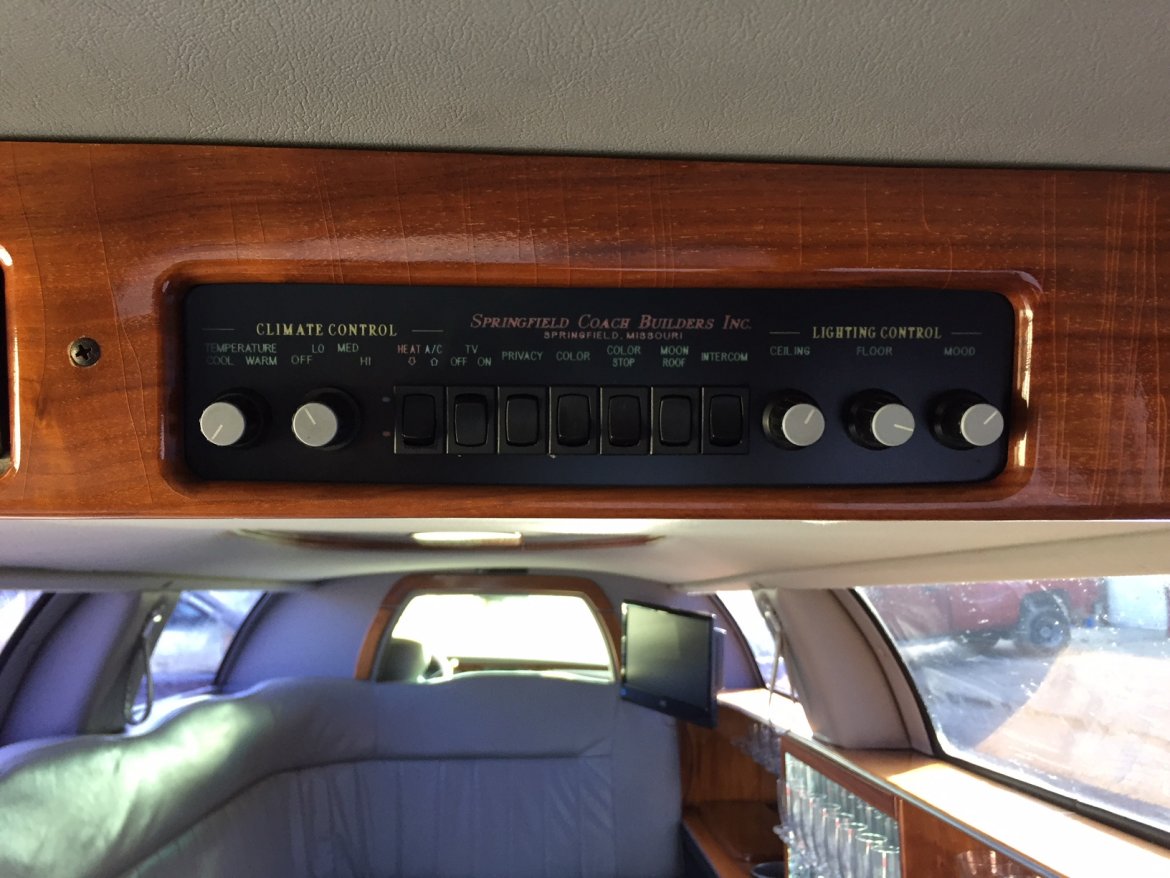 CLIMATE CONTROL
SPRINGFIELD COACH BUILDERS INC.
SPRINGFIELD, MISSOURI
LIGHTING CONTROL
TEMPERATURE
COOL WARM
LO MED
OFF HI
HEAT A/C
TV
OFF ON
PRIVACY
COLOR
COLOR
STOP
MOON
ROOF
INTERCOM
CEILING
FLOOR
MOOD